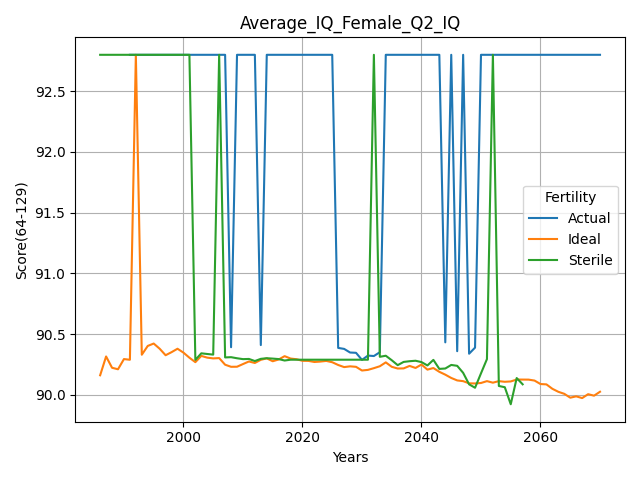 Average_IQ_Female_Q2_IQ
92.5
92.0
91.5
91.0
90.5
90.0
Score(64-129)
Fertility
Actual
Ideal
Sterile
2000
2020
2040
2060
Years